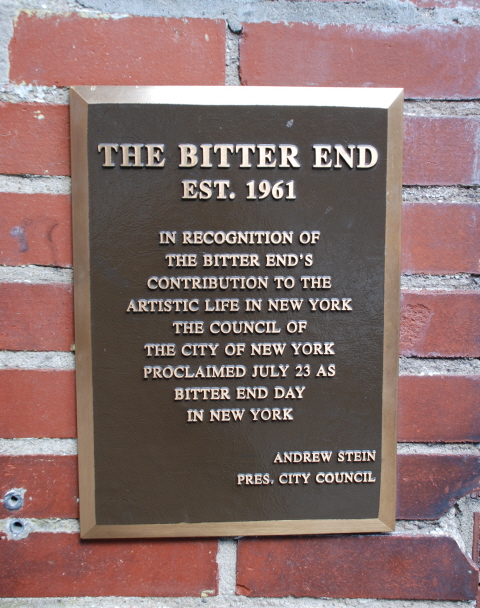 THE BITTER END
EST. 1961
IN RECOGNITION OF
THE BITTER END'S
CONTRIBUTION TO THE
ARTISTIC LIFE IN NEW YORK
THE COUNCIL OF
THE CITY OF NEW YORK
PROCLAIMED JULY 23 AS
BITTER END DAY
IN NEW YORK
ANDREW STEIN
PRES. CITY COUNCIL